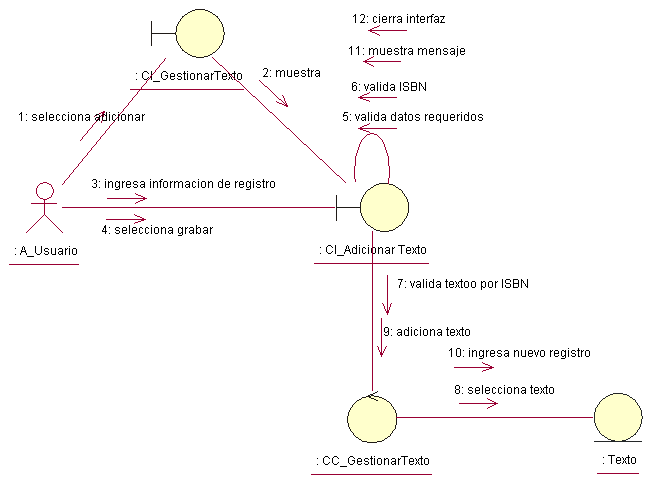 12: cierra interfaz
11: muestra mensaje
: CI_GestionarTexto
2: muestra
6: valida ISBN
1: selecciona adicionar
5: valida datos requeridos
3: ingresa informacion de registro
4: selecciona grabar
: A_Usuario
: CI_Adicionar Texto
7: valida textoo por ISBN
9: adiciona texto
10: ingresa nuevo registro
8: selecciona texto
: CC_GestionarTexto
: Texto